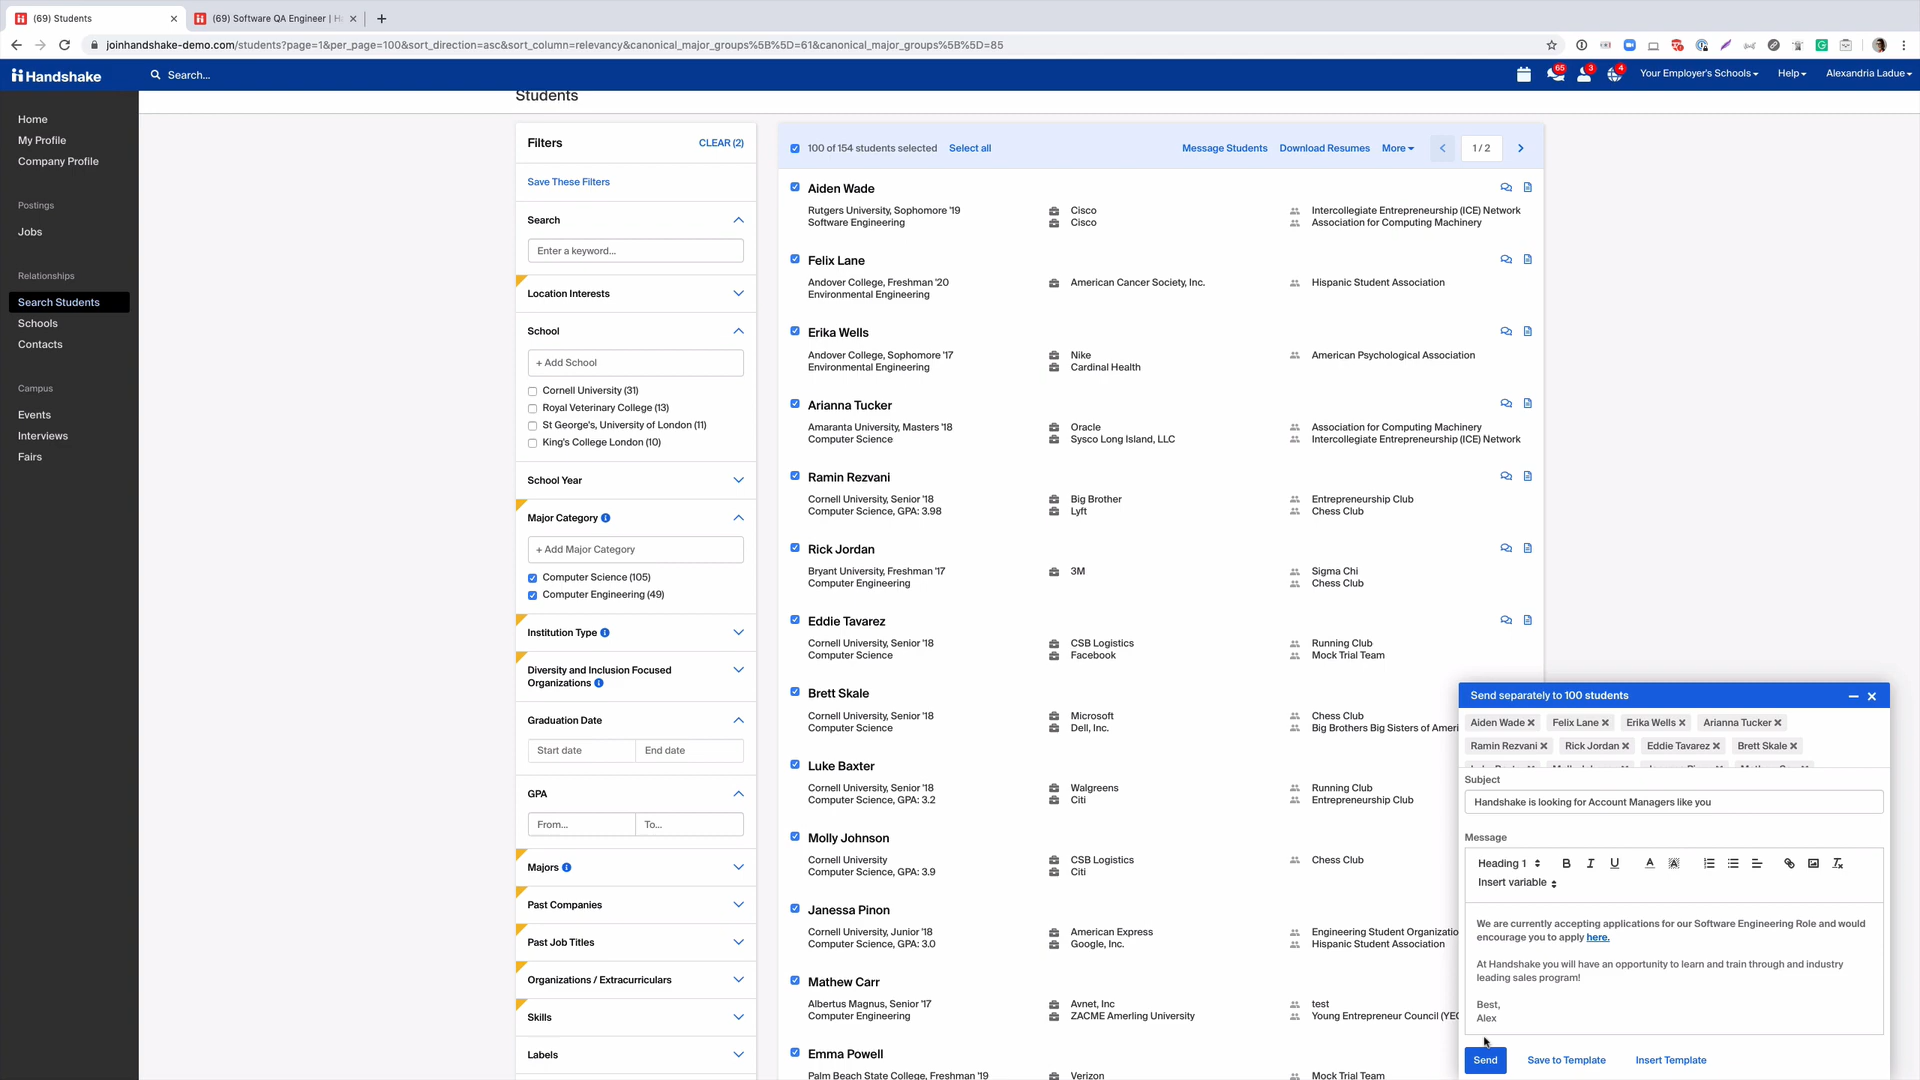 (69) Students
(69) Software QA Engineer | Ha
joinhandshake-demo.com/students?page=1&per_page=100&sort_direction=asc&sort_column=relevancy&canonical_major_groups%5B%5D=61&canonical_major_groups%5B%5D=85
Handshake
Search...
65
3
4
Your Employer's Schools
Help
Alexandria Ladue
Home
My Profile
Company Profile
Postings
Jobs
Relationships
Search Students
Schools
Contacts
Campus
Events
Interviews
Fairs
Students
Filters
CLEAR (2)
Save These Filters
Search
Enter a keyword...
Location Interests
School
+ Add School
Cornell University (31)
Royal Veterinary College (13)
St George's, University of London (11)
King's College London (10)
School Year
Major Category
+ Add Major Category
Computer Science (105)
Computer Engineering (49)
Institution Type
Diversity and Inclusion Focused
Organizations
Graduation Date
Start date
End date
GPA
From...
To...
Majors
Past Companies
Past Job Titles
Organizations / Extracurriculars
Skills
Labels
100 of 154 students selected
Select all
Message Students
Download Resumes
More
1 / 2
Aiden Wade
Rutgers University, Sophomore '19
Software Engineering
Cisco
Cisco
Intercollegiate Entrepreneurship (ICE) Network
Association for Computing Machinery
Felix Lane
Andover College, Freshman '20
Environmental Engineering
American Cancer Society, Inc.
Hispanic Student Association
Erika Wells
Andover College, Sophomore '17
Environmental Engineering
Nike
Cardinal Health
American Psychological Association
Arianna Tucker
Amaranta University, Masters '18
Computer Science
Oracle
Sysco Long Island, LLC
Association for Computing Machinery
Intercollegiate Entrepreneurship (ICE) Network
Ramin Rezvani
Cornell University, Senior '18
Computer Science, GPA: 3.98
Big Brother
Lyft
Entrepreneurship Club
Chess Club
Rick Jordan
Bryant University, Freshman '17
Computer Engineering
3M
Sigma Chi
Chess Club
Eddie Tavarez
Cornell University, Senior '18
Computer Science
CSB Logistics
Facebook
Running Club
Mock Trial Team
Brett Skale
Cornell University, Senior '18
Computer Science
Microsoft
Dell, Inc.
Chess Club
Big Brothers Big Sisters of Ameri
Luke Baxter
Cornell University, Senior '18
Computer Science, GPA: 3.2
Walgreens
Citi
Running Club
Entrepreneurship Club
Molly Johnson
Cornell University
Computer Science, GPA: 3.9
CSB Logistics
Citi
Chess Club
Janessa Pinon
Cornell University, Junior '18
Computer Science, GPA: 3.0
American Express
Google, Inc.
Engineering Student Organizatio
Hispanic Student Association
Mathew Carr
Albertus Magnus, Senior '17
Computer Engineering
Avnet, Inc
ZACME Amerling University
test
Young Entrepreneur Council (YEC
Emma Powell
Palm Beach State College, Freshman '19
Verizon
Mock Trial Team
Send separately to 100 students
Aiden Wade
Felix Lane
Erika Wells
Arianna Tucker
Ramin Rezvani
Rick Jordan
Eddie Tavarez
Brett Skale
Subject
Handshake is looking for Account Managers like you
Message
Heading 1
B I U
Insert variable
We are currently accepting applications for our Software Engineering Role and would
encourage you to apply here.
At Handshake you will have an opportunity to learn and train through and industry
leading sales program!
Best,
Alex
Send
Save to Template
Insert Template